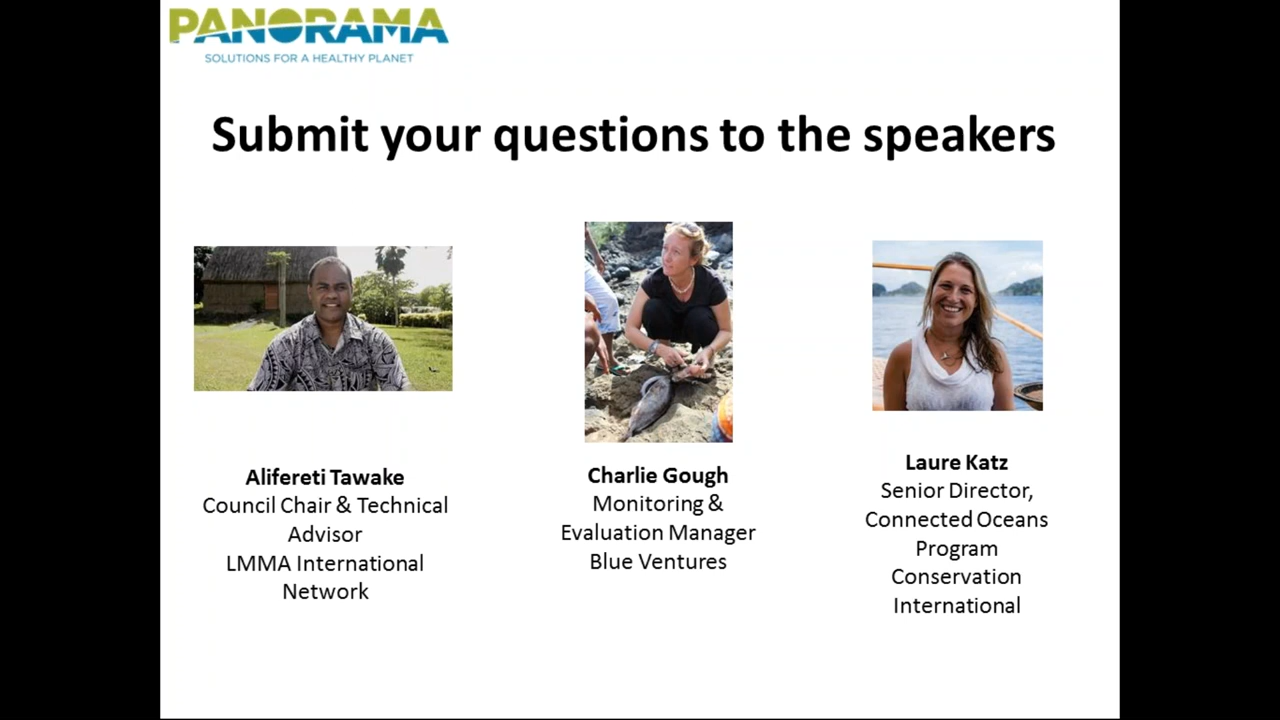 PANORAMA
SOLUTIONS FOR A HEALTHY PLANET
Submit your questions to the speakers
Alifereti Tawake
Council Chair & Technical
Advisor
LMMA International
Network
Charlie Gough
Monitoring &
Evaluation Manager
Blue Ventures
Laure Katz
Senior Director,
Connected Oceans
Program
Conservation
International